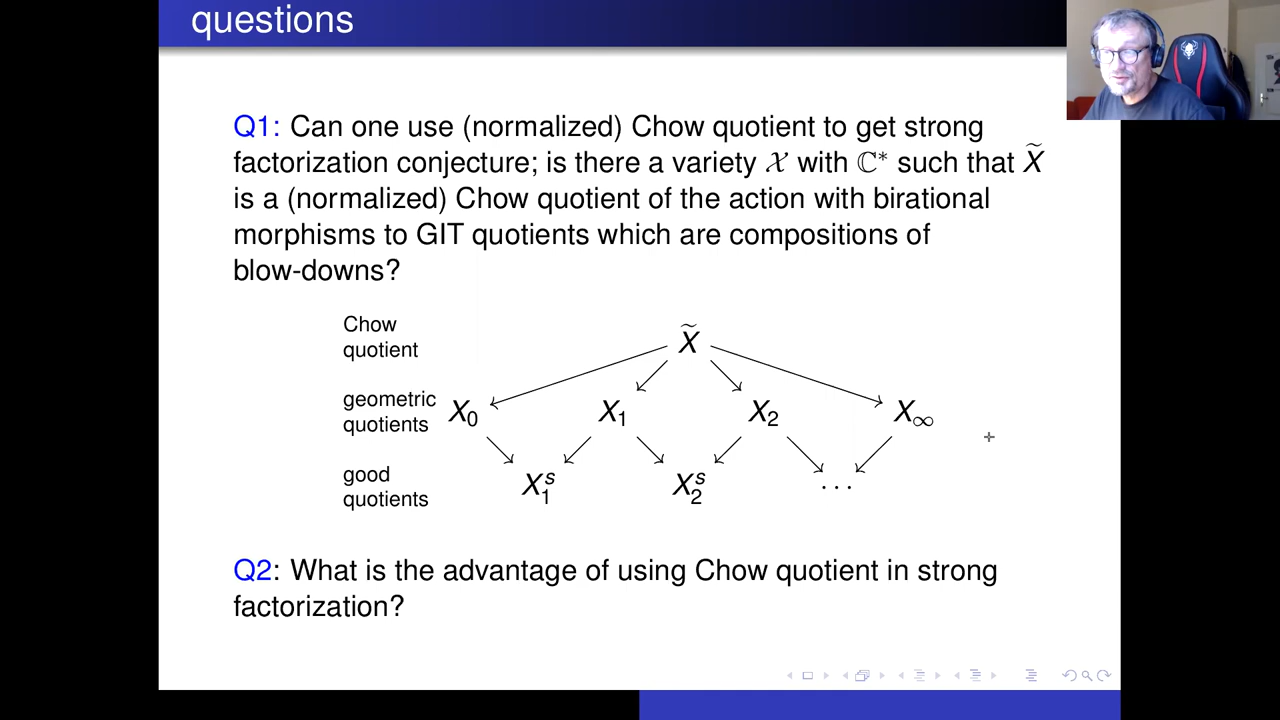 questions
Q1: Can one use (normalized) Chow quotient to get strong
factorization conjecture; is there a variety 𝒳 with ℂ* such that X̃
is a (normalized) Chow quotient of the action with birational
morphisms to GIT quotients which are compositions of
blow-downs?
Chow
quotient
X̃
geometric
quotients
X₀ X₁ X₂ X∞
good
quotients
X₁ˢ X₂ˢ ...
Q2: What is the advantage of using Chow quotient in strong
factorization?